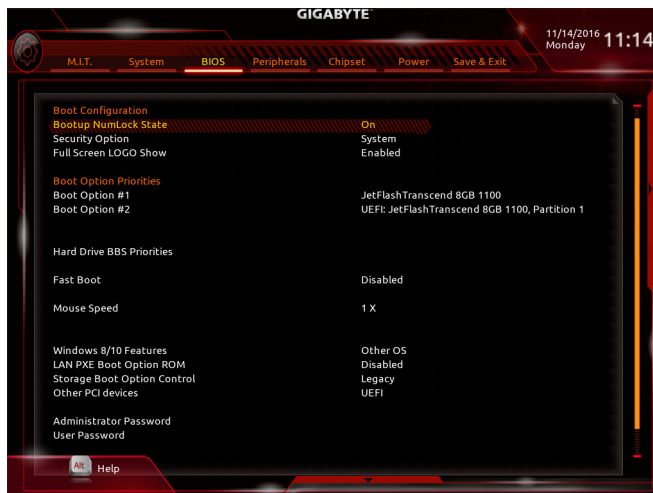 GIGABYTE™
11/14/2016 11:14
Monday
M.I.T. System BIOS Peripherals Chipset Power Save & Exit
Boot Configuration
Bootup NumLock State On
Security Option System
Full Screen LOGO Show Enabled
Boot Option Priorities
Boot Option #1 JetFlashTranscend 8GB 1100
Boot Option #2 UEFI: JetFlashTranscend 8GB 1100, Partition 1
Hard Drive BBS Priorities
Fast Boot Disabled
Mouse Speed 1 X
Windows 8/10 Features Other OS
LAN PXE Boot Option ROM Disabled
Storage Boot Option Control Legacy
Other PCI devices UEFI
Administrator Password
User Password
Alt Help